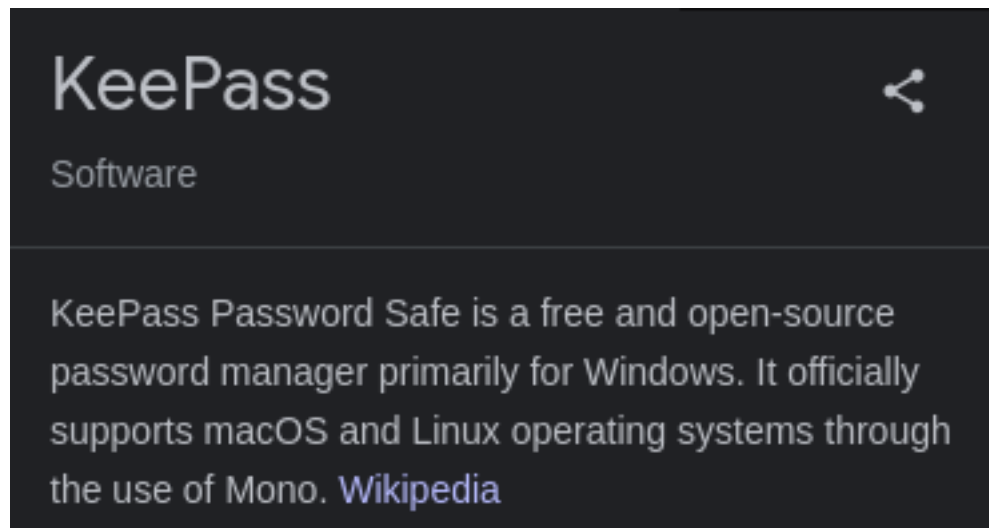 KeePass
Software
KeePass Password Safe is a free and open-source
password manager primarily for Windows. It officially
supports macOS and Linux operating systems through
the use of Mono. Wikipedia